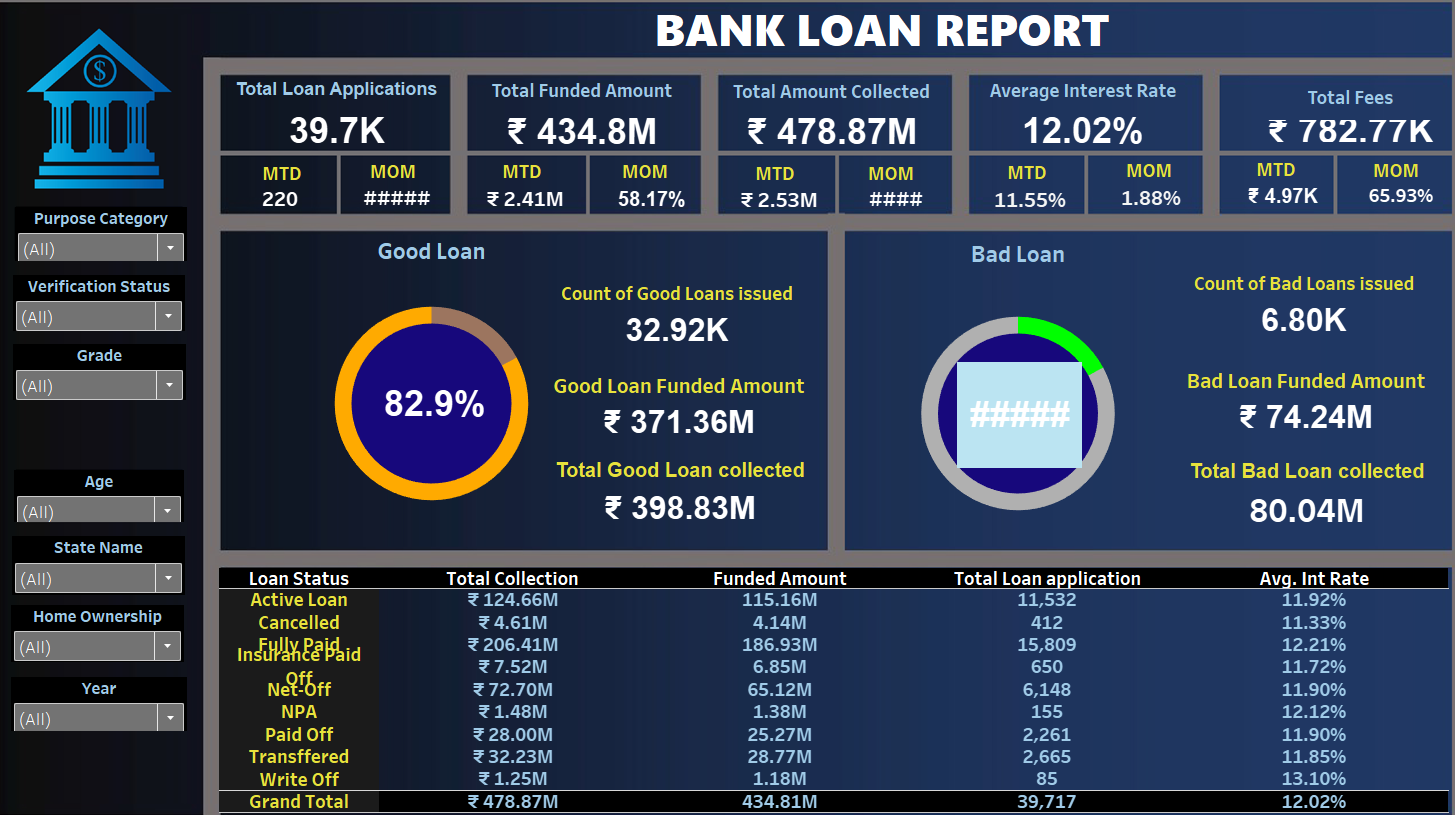 BANK LOAN REPORT
$
Total Loan Applications
39.7K
MTD
220
MOM
#####
Total Funded Amount
₹ 434.8M
MTD
₹ 2.41M
MOM
58.17%
Total Amount Collected
₹ 478.87M
MTD
₹ 2.53M
MOM
####
Average Interest Rate
12.02%
MTD
11.55%
MOM
1.88%
Total Fees
₹ 782.77K
MTD
₹ 4.97K
MOM
65.93%
Purpose Category
(All)
Verification Status
(All)
Grade
(All)
Age
(All)
State Name
(All)
Home Ownership
(All)
Year
(All)
Good Loan
82.9%
Count of Good Loans issued
32.92K
Good Loan Funded Amount
₹ 371.36M
Total Good Loan collected
₹ 398.83M
Bad Loan
#####
Count of Bad Loans issued
6.80K
Bad Loan Funded Amount
₹ 74.24M
Total Bad Loan collected
80.04M
Loan Status Total Collection Funded Amount Total Loan application Avg. Int Rate
Active Loan ₹ 124.66M 115.16M 11,532 11.92%
Cancelled ₹ 4.61M 4.14M 412 11.33%
Fully Paid ₹ 206.41M 186.93M 15,809 12.21%
Insurance Paid Off ₹ 7.52M 6.85M 650 11.72%
Net-Off ₹ 72.70M 65.12M 6,148 11.90%
NPA ₹ 1.48M 1.38M 155 12.12%
Paid Off ₹ 28.00M 25.27M 2,261 11.90%
Transffered ₹ 32.23M 28.77M 2,665 11.85%
Write Off ₹ 1.25M 1.18M 85 13.10%
Grand Total ₹ 478.87M 434.81M 39,717 12.02%